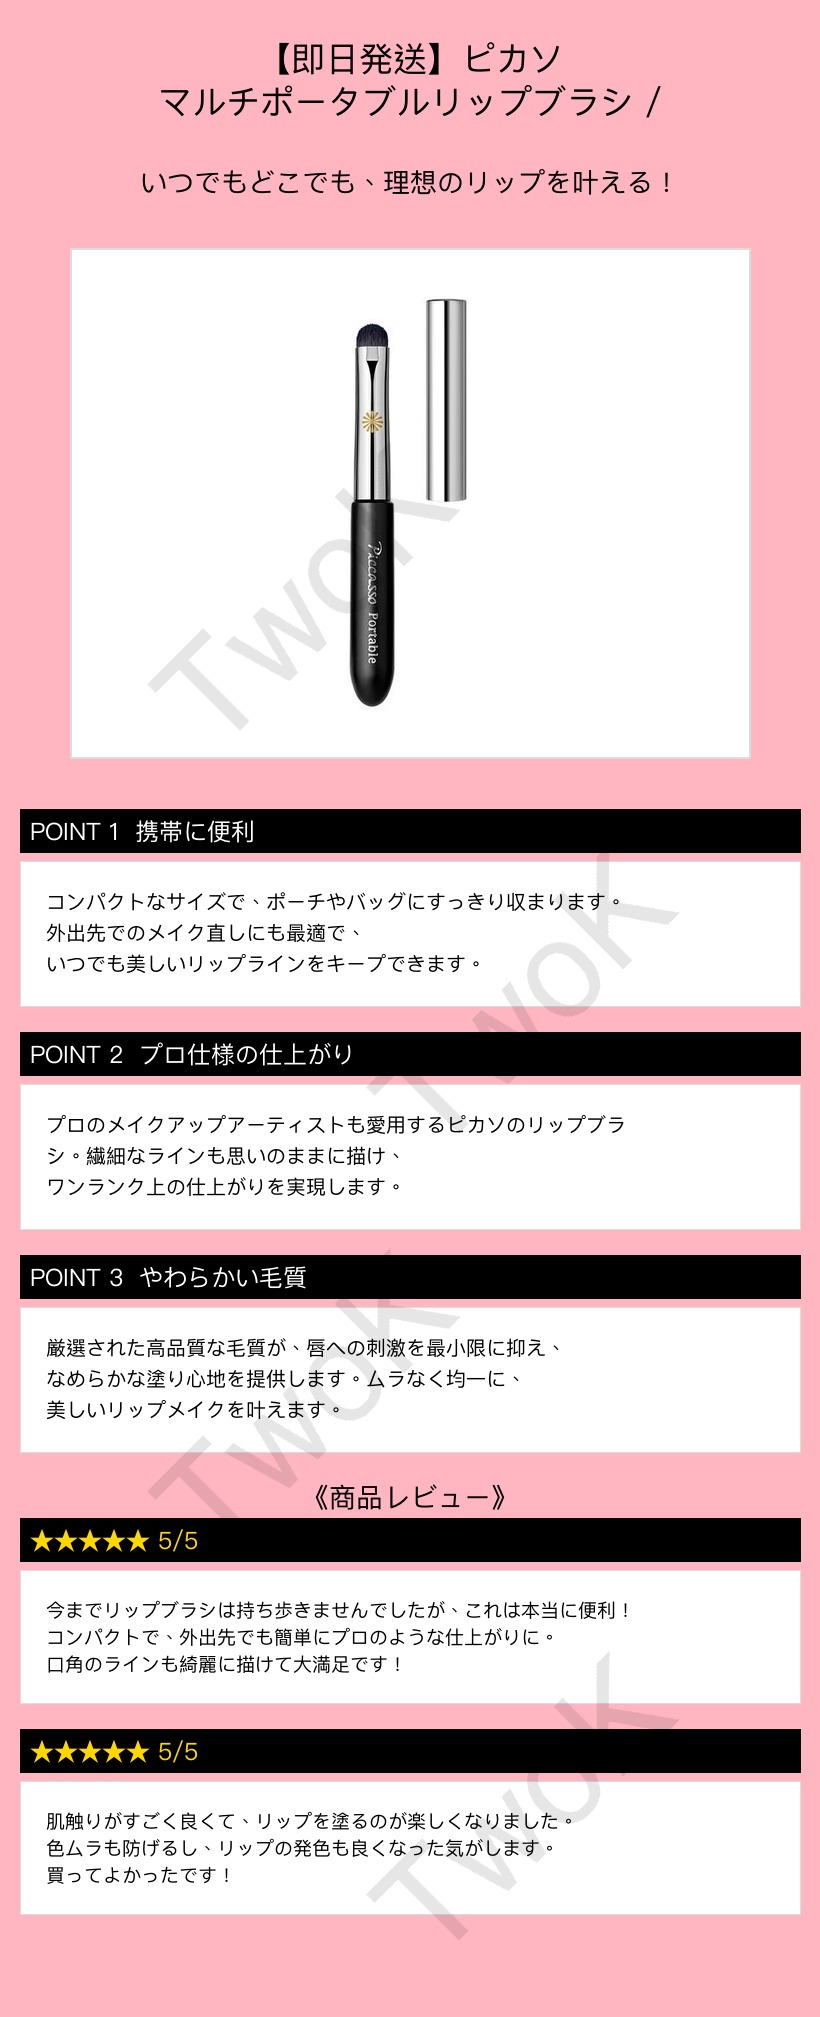 【即日発送】ピカソ
マルチポータブルリップブラシ /
いつでもどこでも、理想のリップを叶える！
Piccasso Portable
TwoK
POINT 1 携帯に便利
コンパクトなサイズで、ポーチやバッグにすっきり収まります。
外出先でのメイク直しにも最適で、
いつでも美しいリップラインをキープできます。
TwoK
POINT 2 プロ仕様の仕上がり
プロのメイクアップアーティストも愛用するピカソのリップブラ
シ。繊細なラインも思いのままに描け、
ワンランク上の仕上がりを実現します。
POINT 3 やわらかい毛質
厳選された高品質な毛質が、唇への刺激を最小限に抑え、
なめらかな塗り心地を提供します。ムラなく均一に、
美しいリップメイクを叶えます。
TwoK
《商品レビュー》
★★★★★ 5/5
今までリップブラシは持ち歩きませんでしたが、これは本当に便利！
コンパクトで、外出先でも簡単にプロのような仕上がりに。
口角のラインも綺麗に描けて大満足です！
★★★★★ 5/5
肌触りがすごく良くて、リップを塗るのが楽しくなりました。
色ムラも防げるし、リップの発色も良くなった気がします。
買ってよかったです！
TwoK